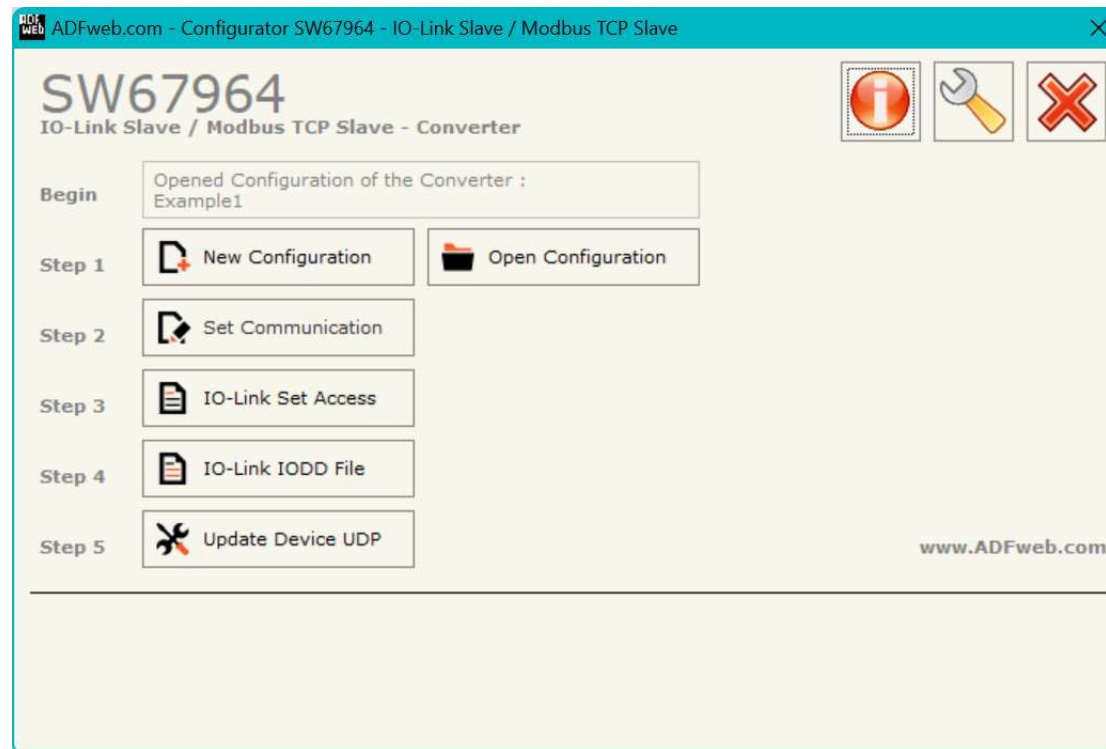 ADF
WEB
ADFweb.com - Configurator SW67964 - IO-Link Slave / Modbus TCP Slave
SW67964
IO-Link Slave / Modbus TCP Slave - Converter
Begin
Opened Configuration of the Converter :
Example1
Step 1
New Configuration
Open Configuration
Step 2
Set Communication
Step 3
IO-Link Set Access
Step 4
IO-Link IODD File
Step 5
Update Device UDP
www.ADFweb.com